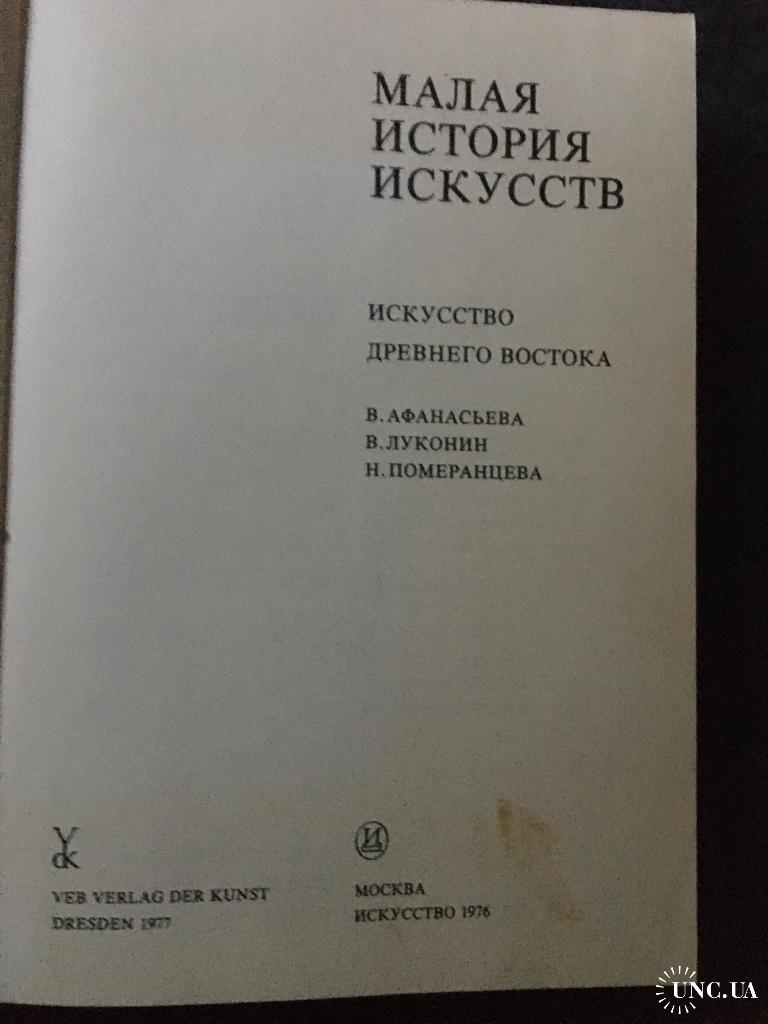 МАЛАЯ
ИСТОРИЯ
ИСКУССТВ
ИСКУССТВО
ДРЕВНЕГО ВОСТОКА
В. АФАНАСЬЕВА
В. ЛУКОНИН
Н. ПОМЕРАНЦЕВА
V
dK
VEB VERLAG DER KUNST
DRESDEN 1977
И
МОСКВА
ИСКУССТВО 1976
UNC.UA